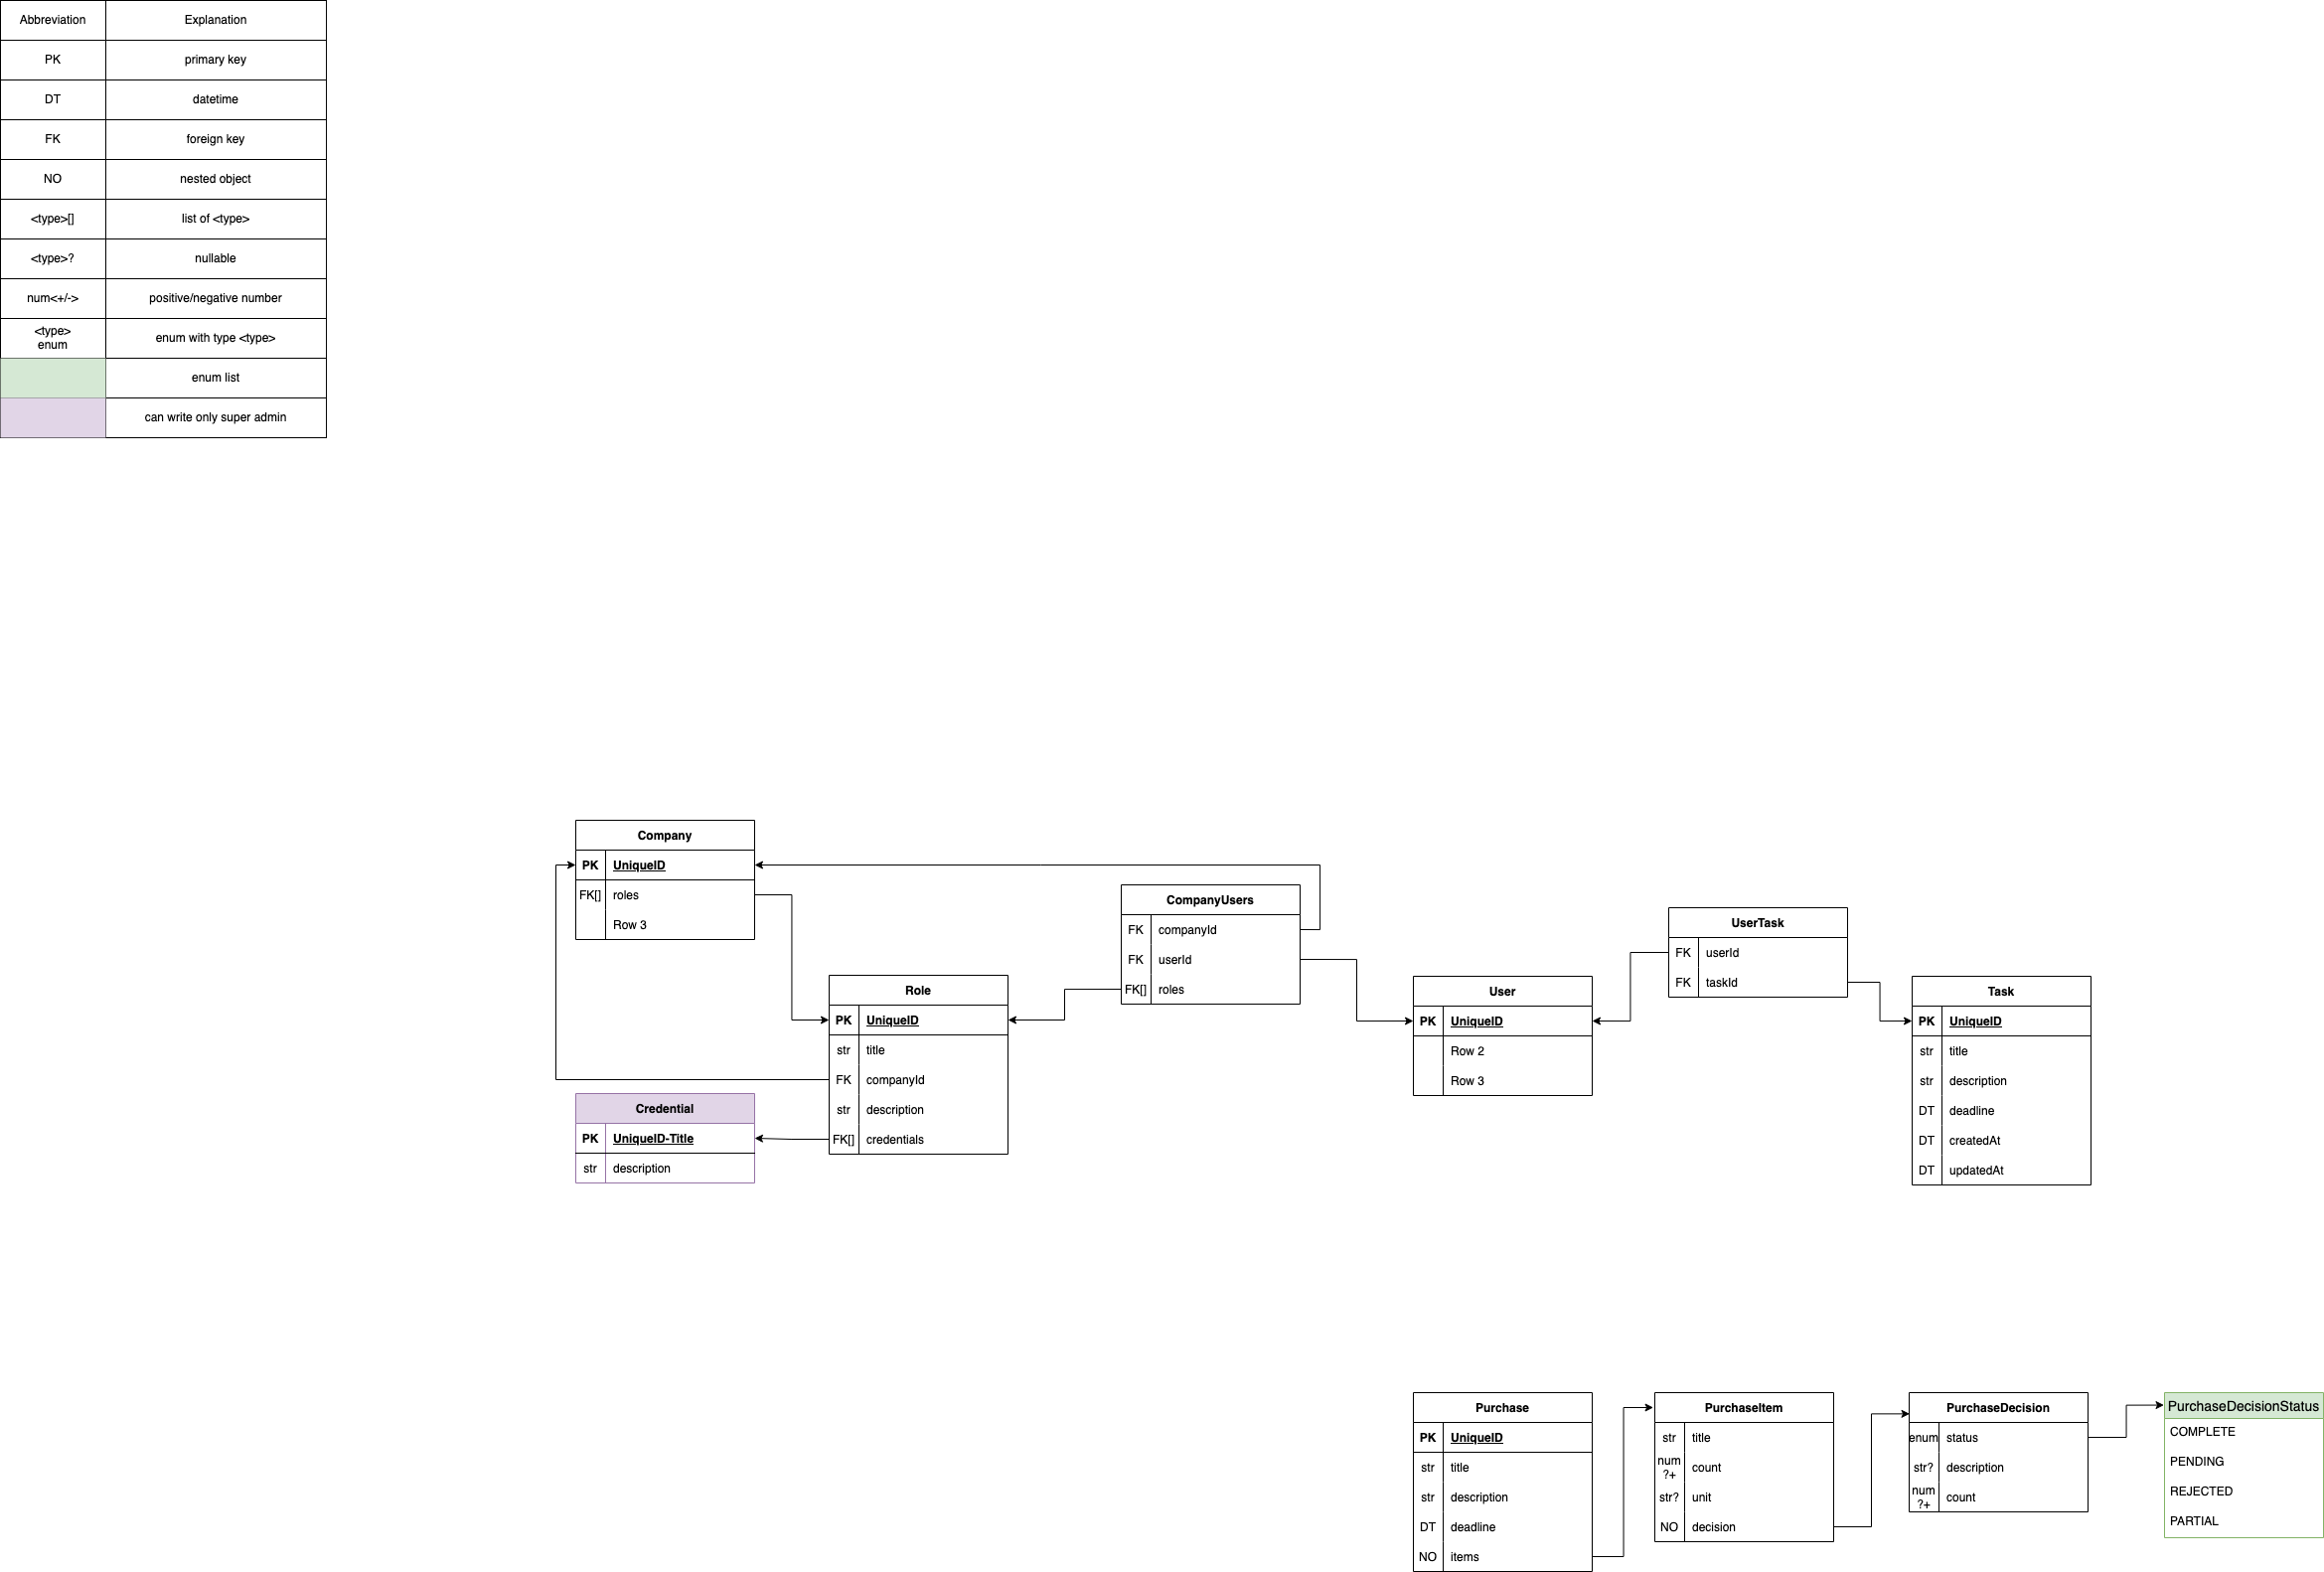 Abbreviation Explanation
PK primary key
DT datetime
FK foreign key
NO nested object
<type>[] list of <type>
<type>? nullable
num<+/-> positive/negative number
<type>
enum
enum with type <type>
enum list
can write only super admin
Company
PK UniqueID
FK[] roles
Row 3
CompanyUsers
FK companyId
FK userId
FK[] roles
UserTask
FK userId
FK taskId
Role
PK UniqueID
str title
FK companyId
str description
FK[] credentials
User
PK UniqueID
Row 2
Row 3
Task
PK UniqueID
str title
str description
DT deadline
DT createdAt
DT updatedAt
Credential
PK UniqueID-Title
str description
Purchase
PK UniqueID
str title
str description
DT deadline
NO items
PurchaseItem
str title
num
?+
count
str? unit
NO decision
PurchaseDecision
enum status
str? description
num
?+
count
PurchaseDecisionStatus
COMPLETE
PENDING
REJECTED
PARTIAL